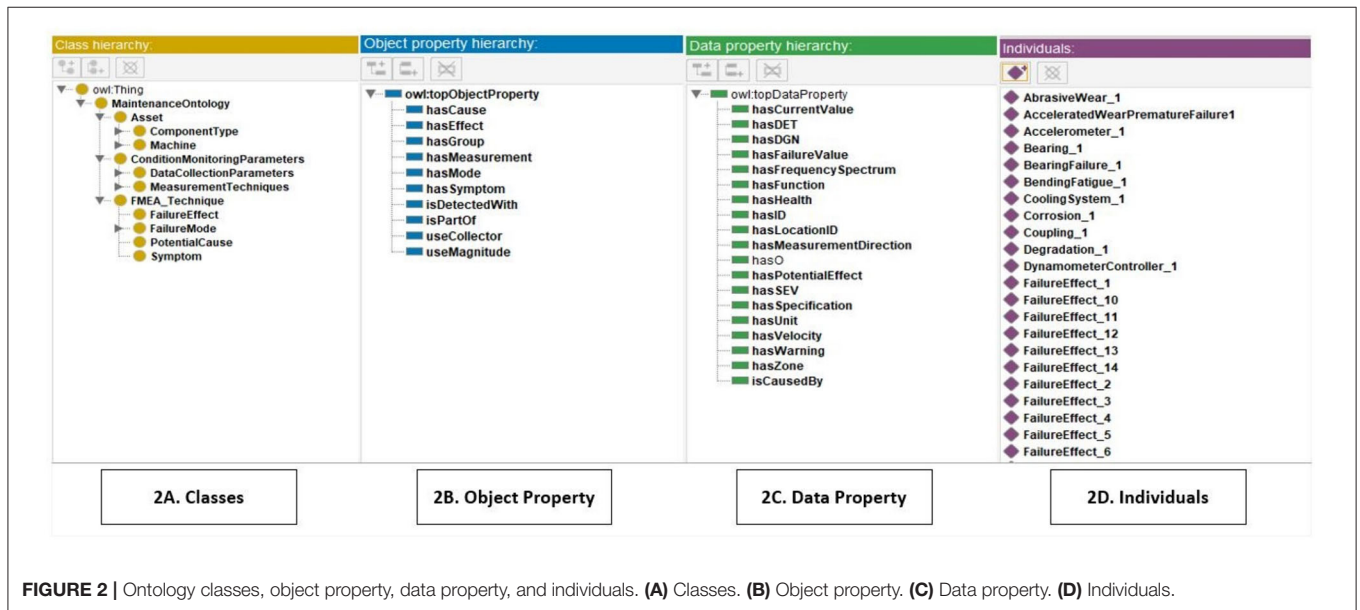 Class hierarchy:
owl:Thing
MaintenanceOntology
Asset
ComponentType
Machine
ConditionMonitoringParameters
DataCollectionParameters
MeasurementTechniques
FMEA_Technique
FailureEffect
FailureMode
PotentialCause
Symptom
2A. Classes
Object property hierarchy:
owl:topObjectProperty
hasCause
hasEffect
hasGroup
hasMeasurement
hasMode
hasSymptom
isDetectedWith
isPartOf
useCollector
useMagnitude
2B. Object Property
Data property hierarchy:
owl:topDataProperty
hasCurrentValue
hasDET
hasDGN
hasFailureValue
hasFrequencySpectrum
hasFunction
hasHealth
hasID
hasLocationID
hasMeasurementDirection
hasO
hasPotentialEffect
hasSEV
hasSpecification
hasUnit
hasVelocity
hasWarning
hasZone
isCausedBy
2C. Data Property
Individuals:
AbrasiveWear_1
AcceleratedWearPrematureFailure1
Accelerometer_1
Bearing_1
BearingFailure_1
BendingFatigue_1
CoolingSystem_1
Corrosion_1
Coupling_1
Degradation_1
DynamometerController_1
FailureEffect_1
FailureEffect_10
FailureEffect_11
FailureEffect_12
FailureEffect_13
FailureEffect_14
FailureEffect_2
FailureEffect_3
FailureEffect_4
FailureEffect_5
FailureEffect_6
2D. Individuals
FIGURE 2 | Ontology classes, object property, data property, and individuals. (A) Classes. (B) Object property. (C) Data property. (D) Individuals.